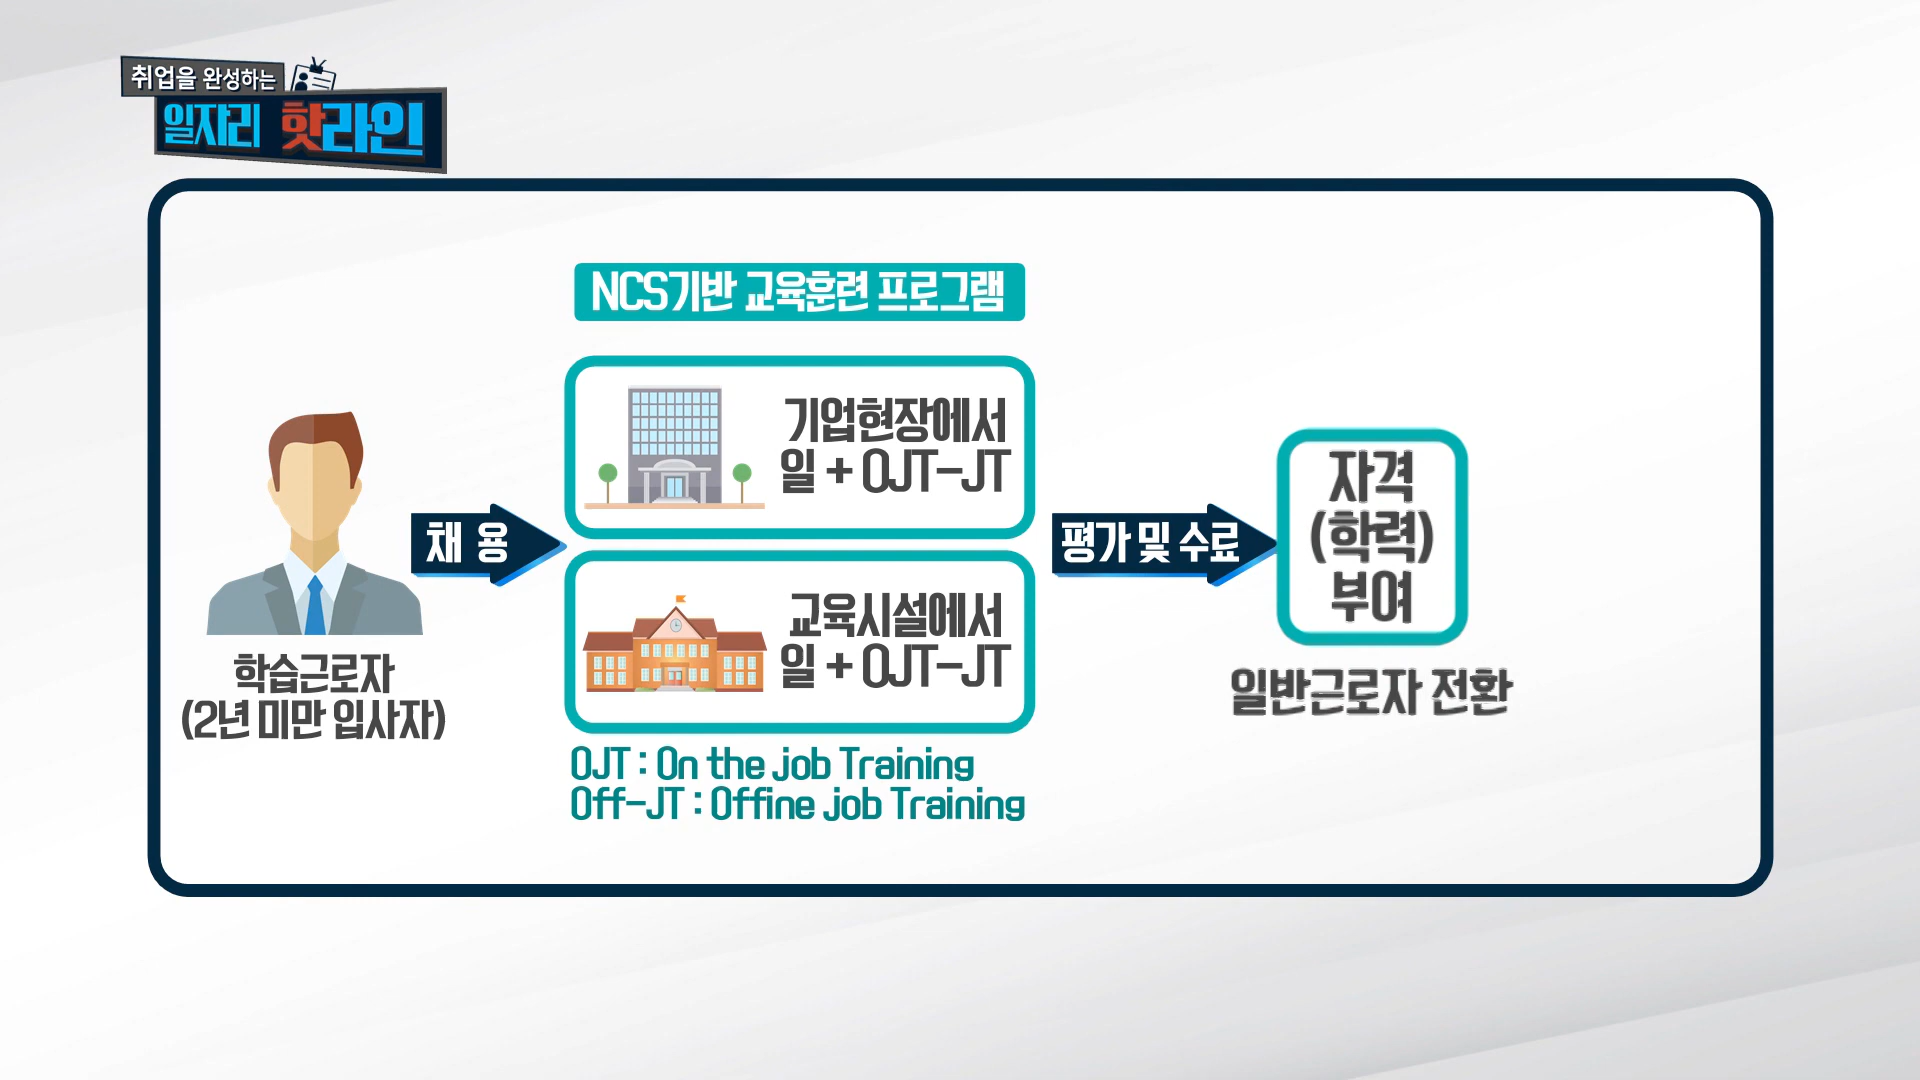 취업을 완성하는
일자리 핫라인
NCS기반 교육훈련 프로그램
기업현장에서
일 + OJT-JT
채 용
평가 및 수료
자격
(학력)
부여
교육시설에서
일 + OJT-JT
학습근로자
(2년 미만 입사자)
일반근로자 전환
OJT : On the job Training
Off-JT : Offine job Training